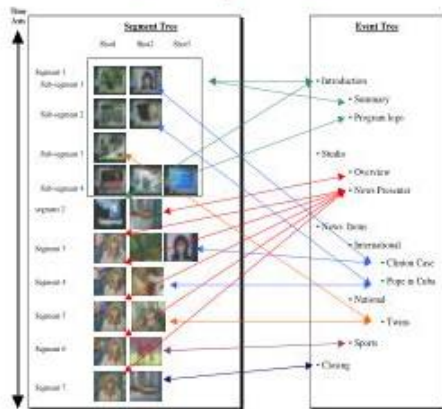 Time
Axis
Segment Tree
Event Tree
Shot1 Shot2 Shot3
Segment 1
Sub-segment 1
Sub-segment 2
Sub-segment 3
Sub-segment 4
segment 2
Segment 3
Segment 4
Segment 5
Segment 6
Segment 7
• Introduction
• Summary
• Program logo
• Studio
• Overview
• News Presenter
• News Items
• International
• Clinton Case
• Pope in Cuba
• National
• Twins
• Sports
• Closing